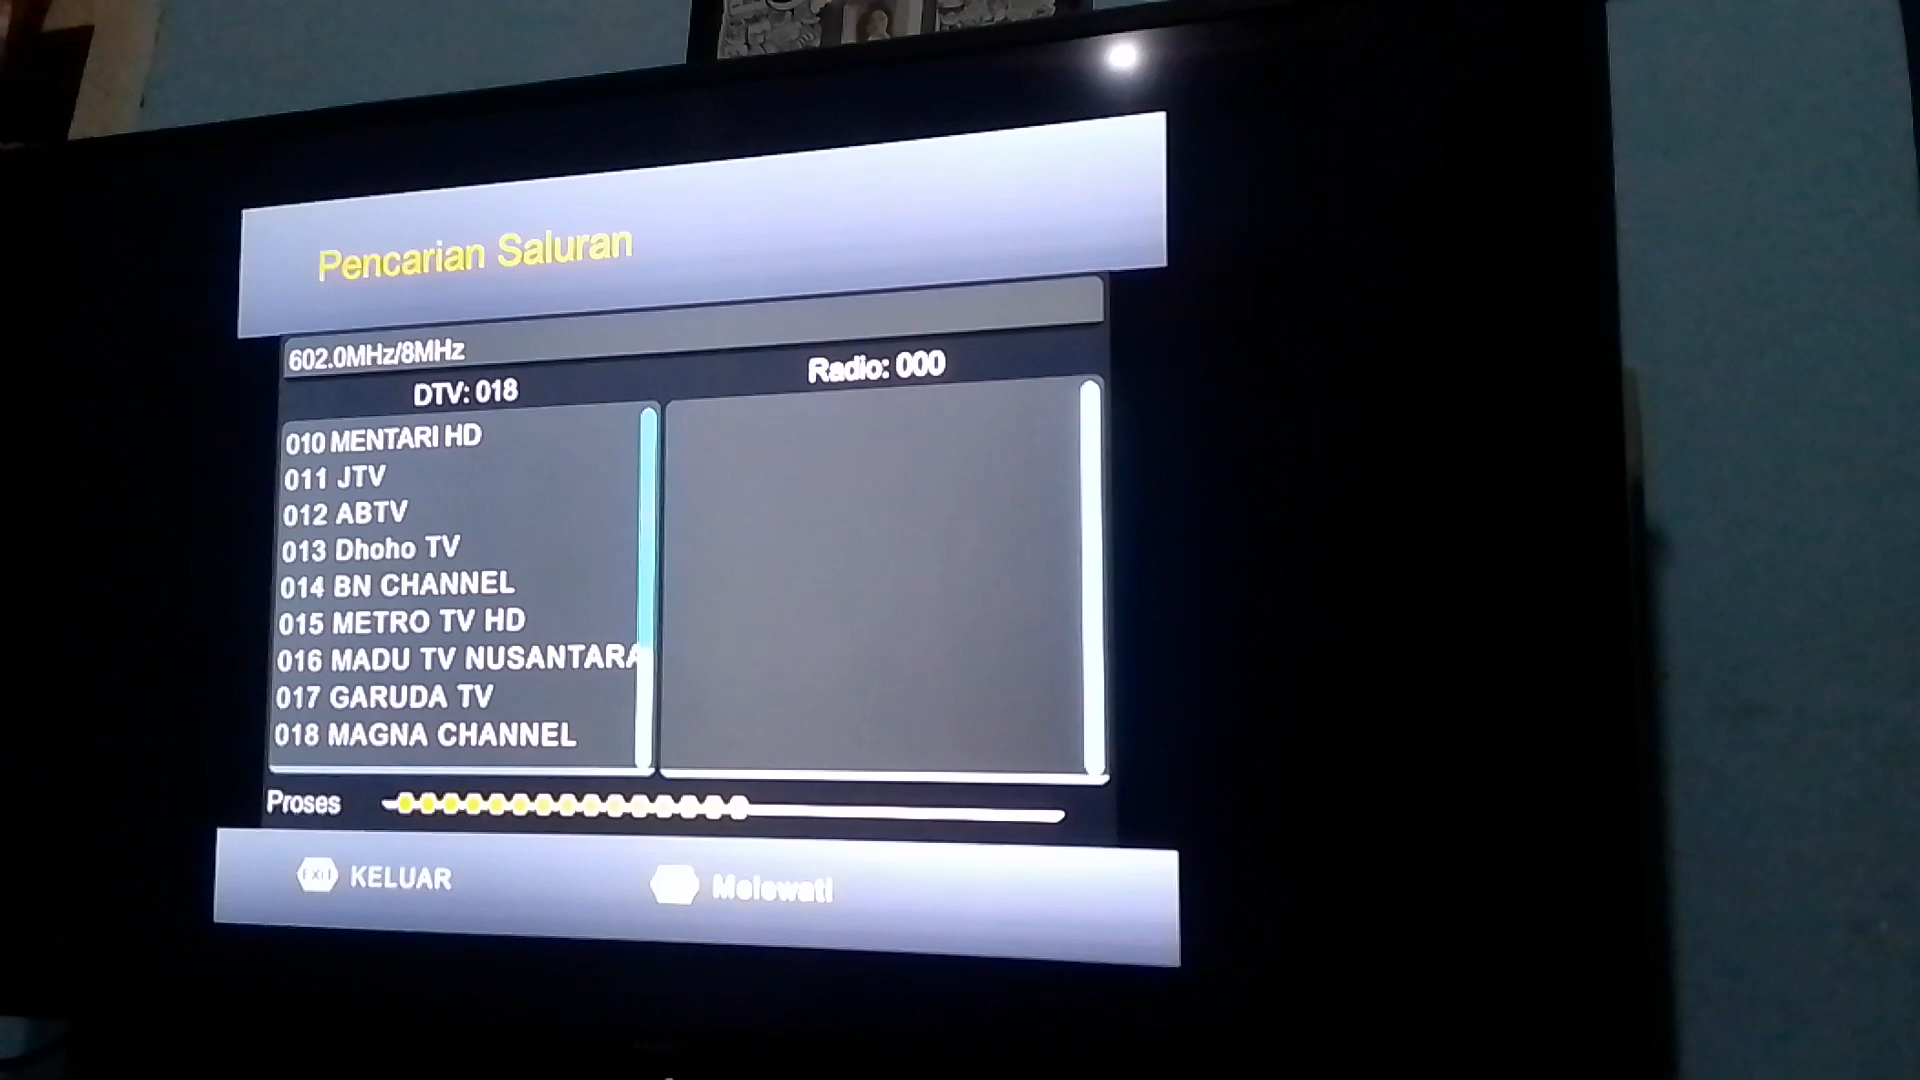 Pencarian Saluran
602.0MHz/8MHz
DTV: 018
Radio: 000
010 MENTARI HD
011 JTV
012 ABTV
013 Dhoho TV
014 BN CHANNEL
015 METRO TV HD
016 MADU TV NUSANTARA
017 GARUDA TV
018 MAGNA CHANNEL
Proses
EXIT KELUAR
Melewati